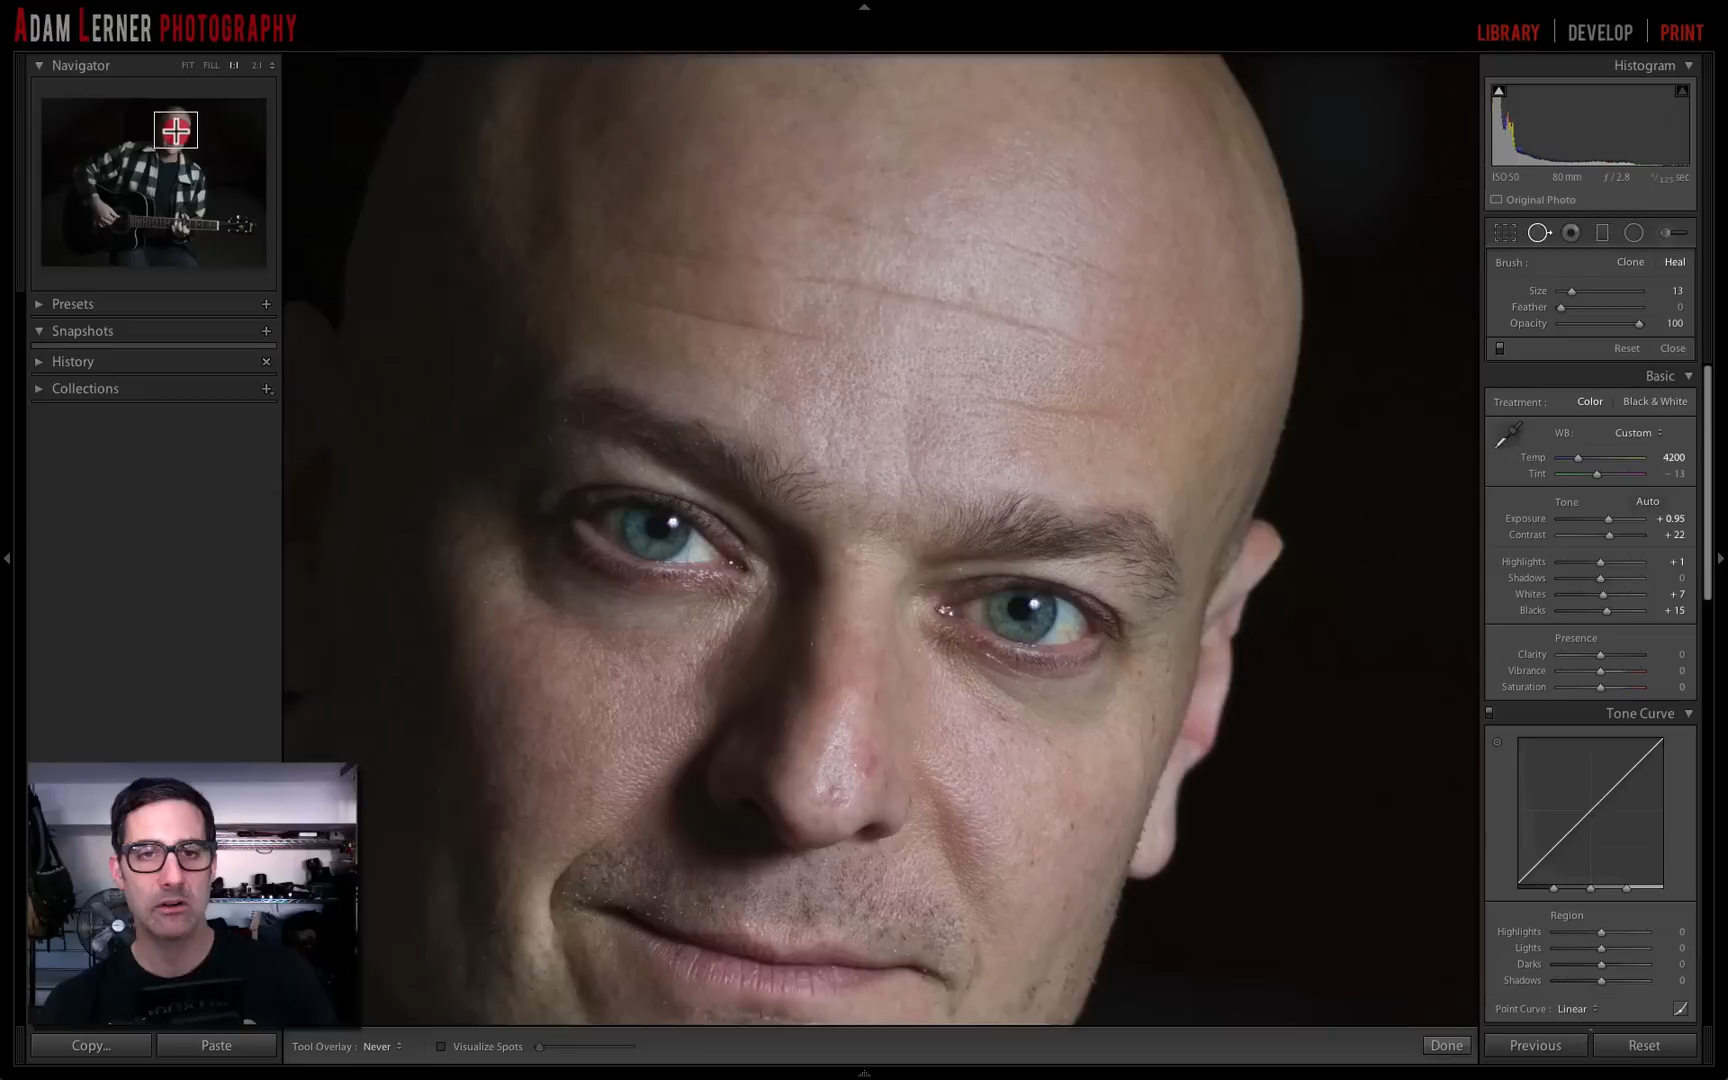 ADAM LERNER PHOTOGRAPHY
LIBRARY | DEVELOP | PRINT
Navigator FIT FILL 1:1 2:1
Presets
Snapshots
History
Collections
Copy...
Paste
Tool Overlay : Never
Visualize Spots
Done
Histogram
ISO 50 80 mm ƒ / 2.8 1/125 sec
Original Photo
Brush : Clone Heal
Size 13
Feather 0
Opacity 100
Reset Close
Basic
Treatment : Color Black & White
WB : Custom
Temp 4200
Tint – 13
Tone Auto
Exposure + 0.95
Contrast + 22
Highlights + 1
Shadows 0
Whites + 7
Blacks + 15
Presence
Clarity 0
Vibrance 0
Saturation 0
Tone Curve
Region
Highlights 0
Lights 0
Darks 0
Shadows 0
Point Curve : Linear
Previous
Reset